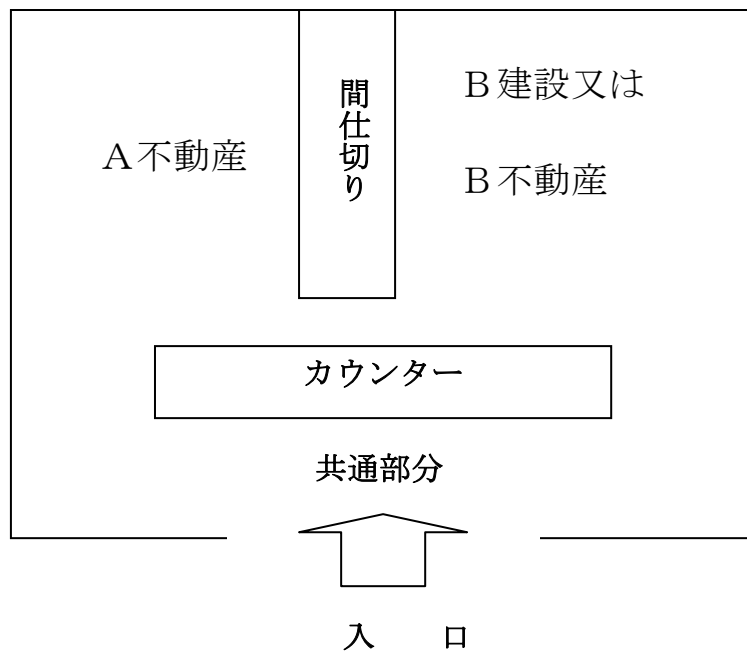 A不動産
間仕切り
B建設又は
B不動産
カウンター
共通部分
入　口